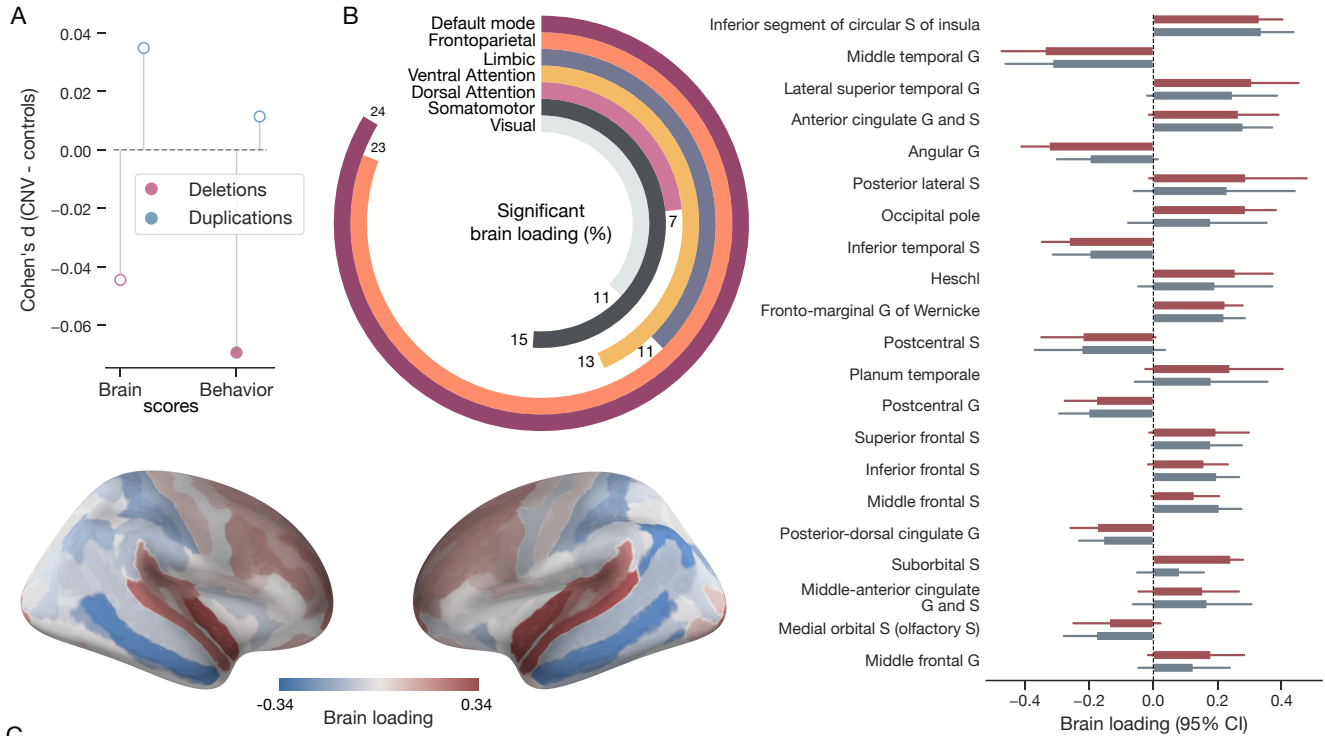 A
0.04
0.02
0.00
−0.02
−0.04
−0.06
Cohen's d (CNV - controls)
Deletions
Duplications
Brain
Behavior
scores
B
Default mode
Frontoparietal
Limbic
Ventral Attention
Dorsal Attention
Somatomotor
Visual
24
23
Significant
brain loading (%)
7
11
15
13
11
-0.34
0.34
Brain loading
Inferior segment of circular S of insula
Middle temporal G
Lateral superior temporal G
Anterior cingulate G and S
Angular G
Posterior lateral S
Occipital pole
Inferior temporal S
Heschl
Fronto-marginal G of Wernicke
Postcentral S
Planum temporale
Postcentral G
Superior frontal S
Inferior frontal S
Middle frontal S
Posterior-dorsal cingulate G
Suborbital S
Middle-anterior cingulate
G and S
Medial orbital S (olfactory S)
Middle frontal G
−0.4
−0.2
0.0
0.2
0.4
Brain loading (95% CI)
C